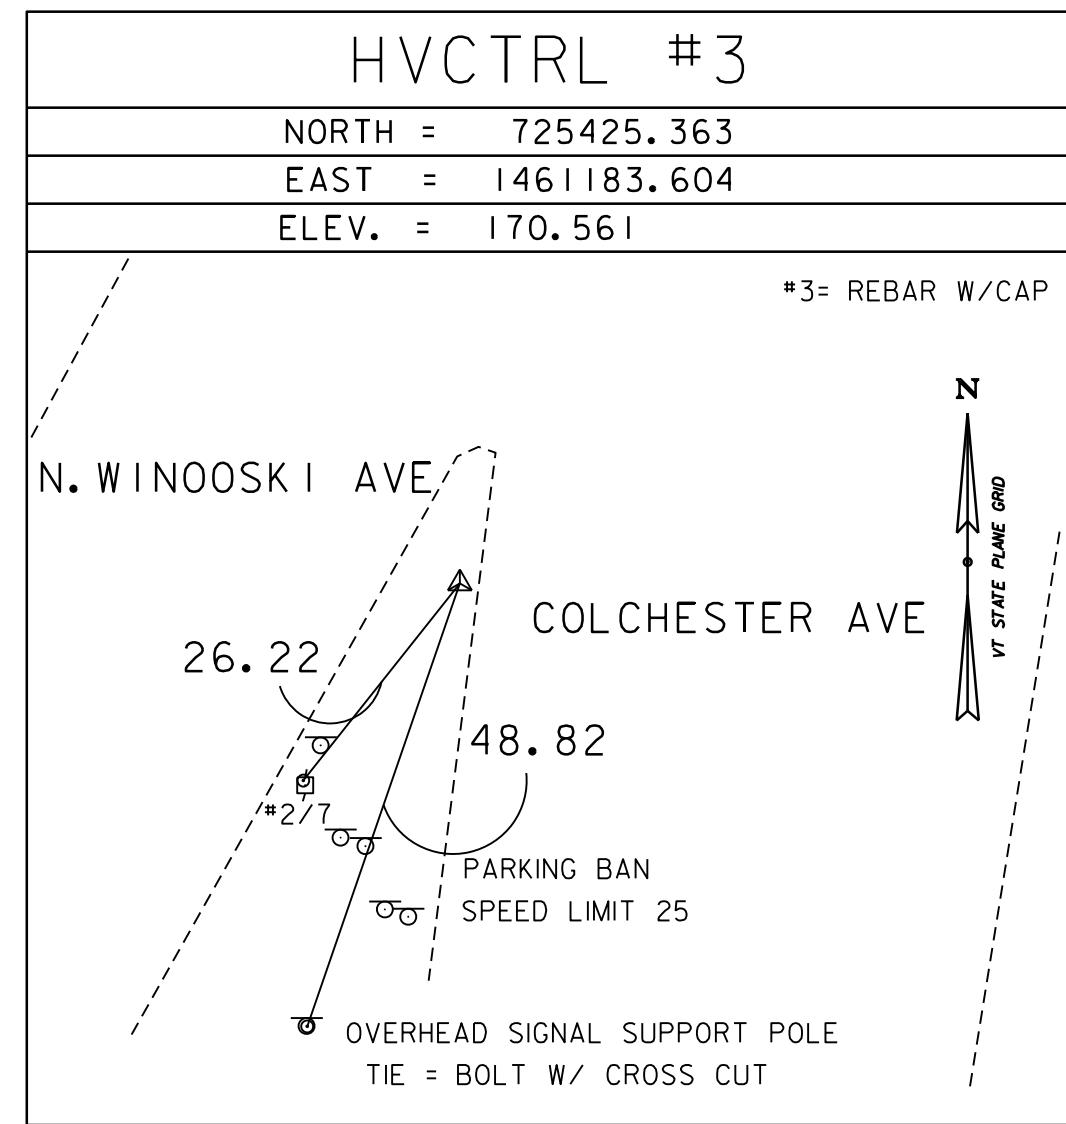 HVCTRL #3
NORTH = 725425.363
EAST = 1461183.604
ELEV. = 170.561
#3= REBAR W/CAP
N
VT STATE PLANE GRID
N. WINOOSKI AVE
COLCHESTER AVE
26.22
48.82
#2/7
PARKING BAN
SPEED LIMIT 25
OVERHEAD SIGNAL SUPPORT POLE
TIE = BOLT W/ CROSS CUT